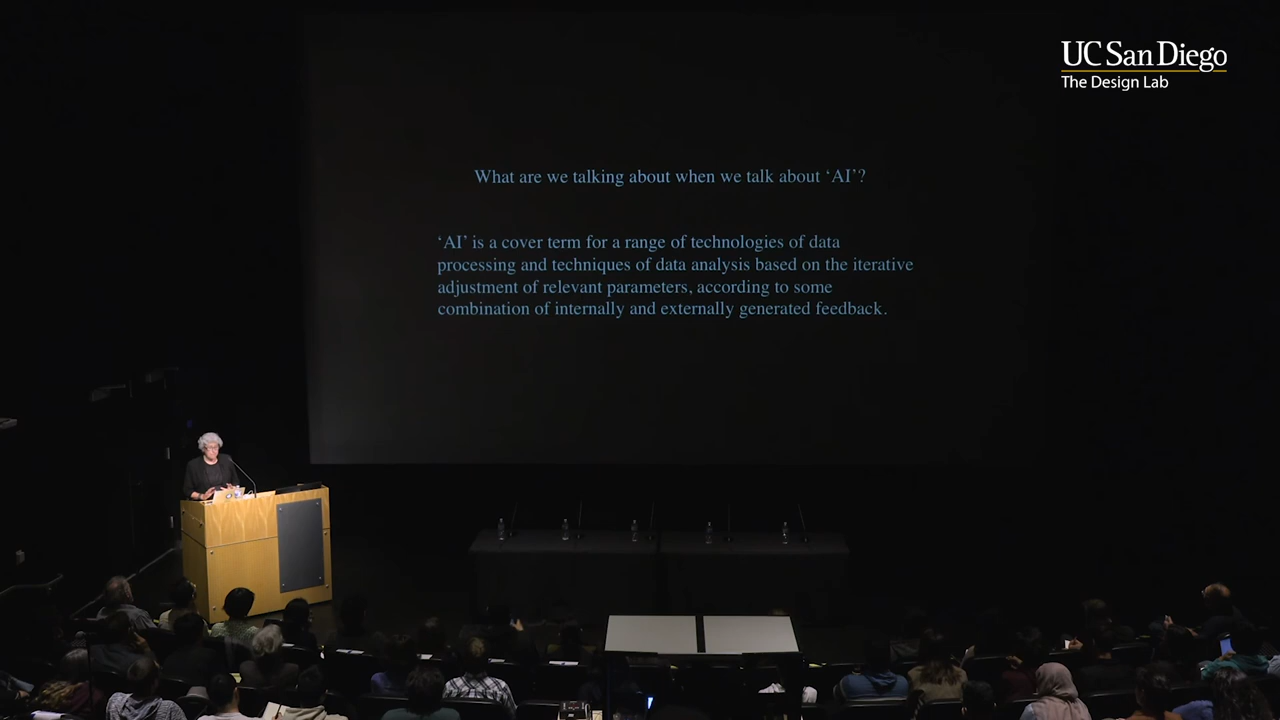 UC San Diego
The Design Lab
What are we talking about when we talk about ‘AI’?
‘AI’ is a cover term for a range of technologies of data
processing and techniques of data analysis based on the iterative
adjustment of relevant parameters, according to some
combination of internally and externally generated feedback.